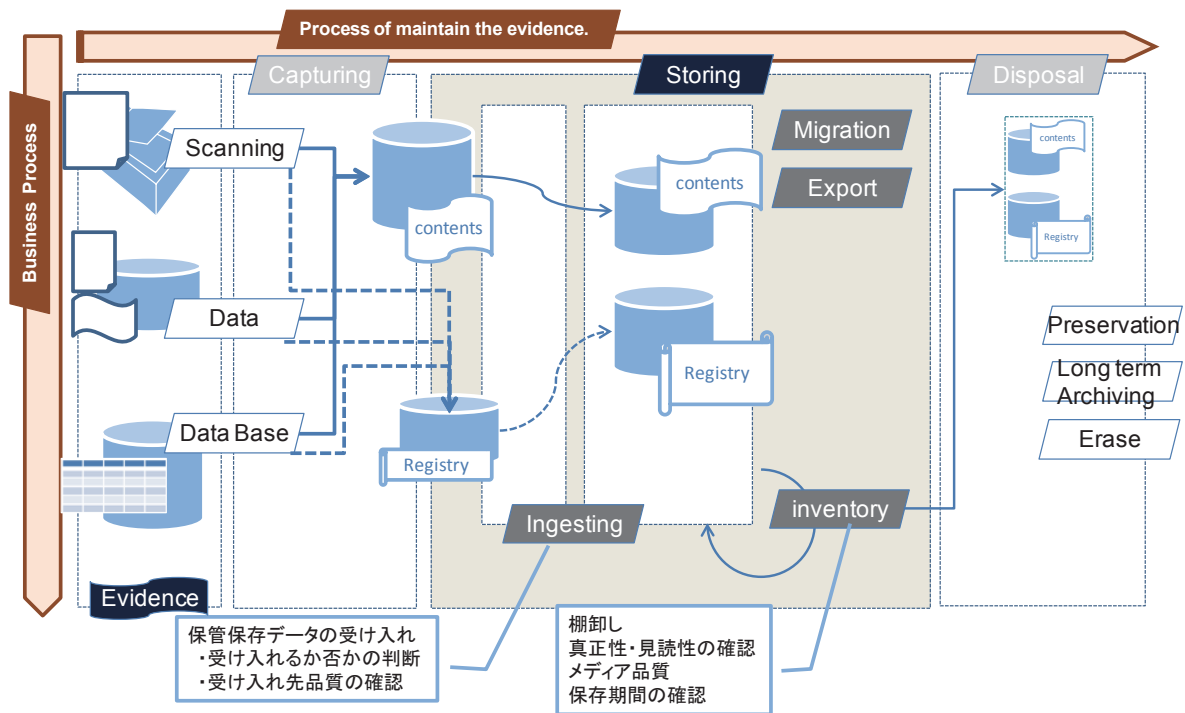 Process of maintain the evidence.
Business Process
Capturing
Storing
Disposal
Scanning
Data
Data Base
Evidence
contents
Registry
Ingesting
contents
Registry
Migration
Export
inventory
contents
Registry
Preservation
Long term
Archiving
Erase
保管保存データの受け入れ
・受け入れるか否かの判断
・受け入れ先品質の確認
棚卸し
真正性・見読性の確認
メディア品質
保存期間の確認